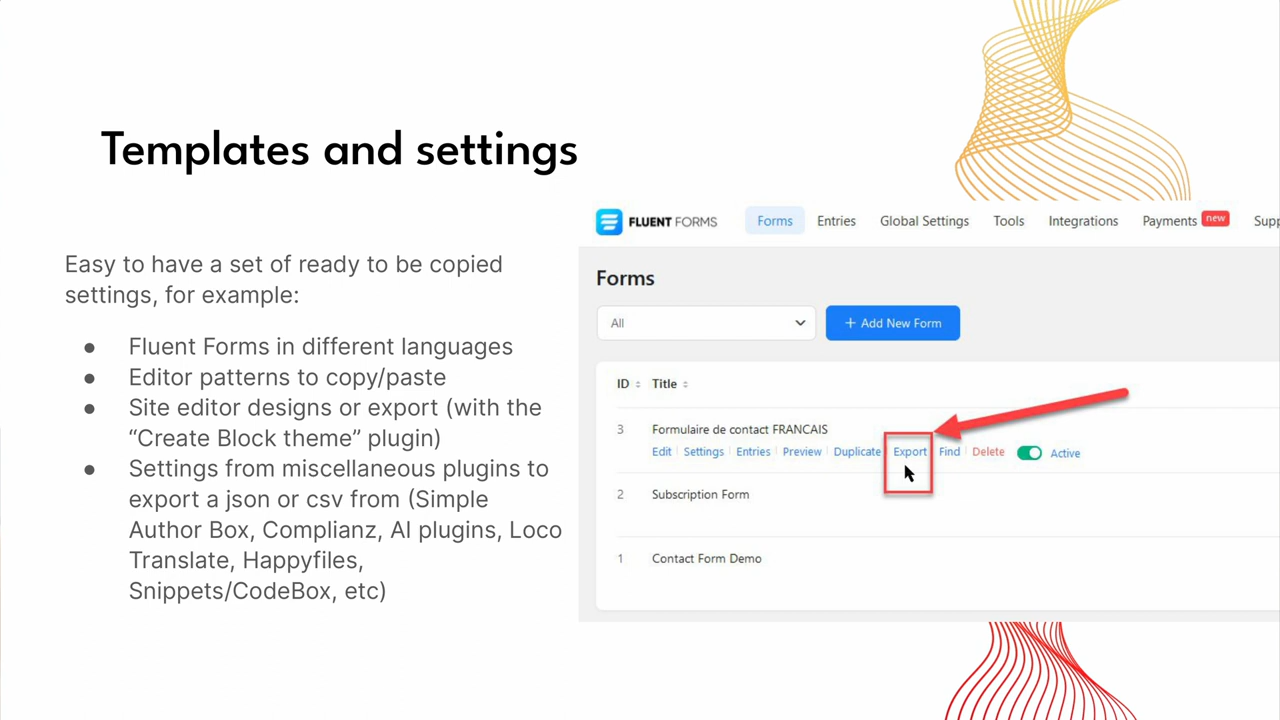 Templates and settings
Easy to have a set of ready to be copied
settings, for example:
● Fluent Forms in different languages
● Editor patterns to copy/paste
● Site editor designs or export (with the
“Create Block theme” plugin)
● Settings from miscellaneous plugins to
export a json or csv from (Simple
Author Box, Complianz, AI plugins, Loco
Translate, Happyfiles,
Snippets/CodeBox, etc)
FLUENT FORMS Forms Entries Global Settings Tools Integrations Payments new Supp
Forms
All + Add New Form
ID Title
3 Formulaire de contact FRANCAIS
Edit Settings Entries Preview Duplicate Export Find Delete Active
2 Subscription Form
1 Contact Form Demo